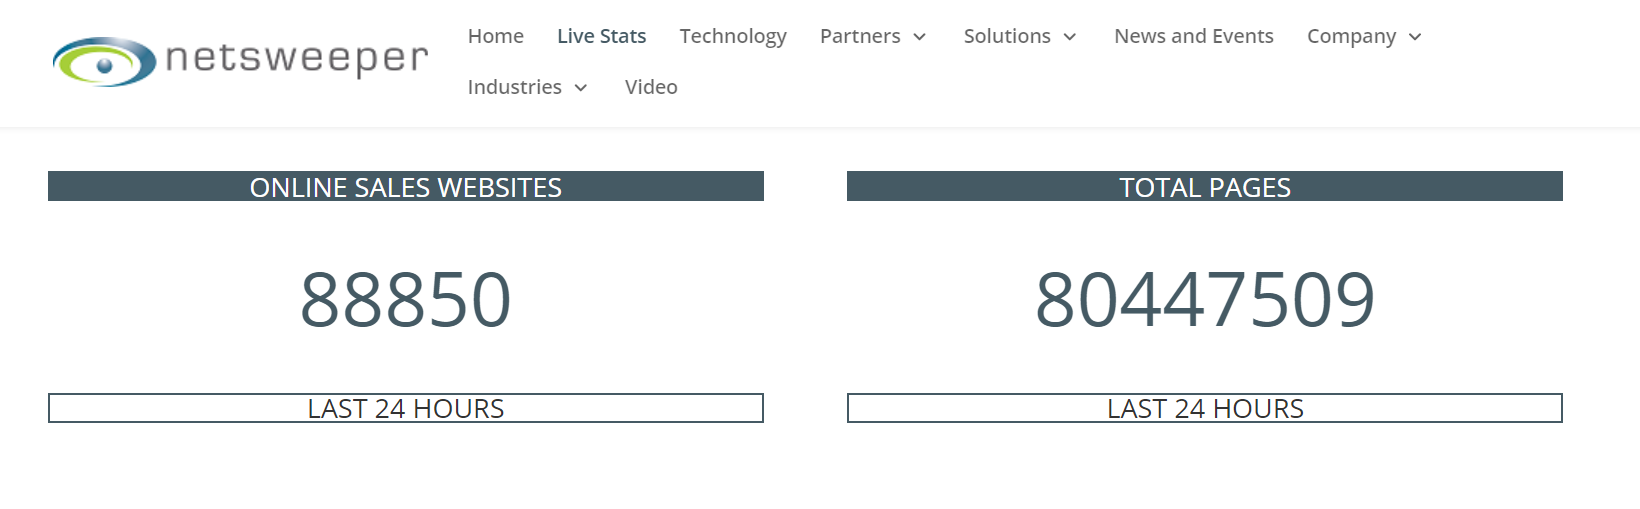 netsweeper
Home Live Stats Technology Partners Solutions News and Events Company
Industries Video
ONLINE SALES WEBSITES
88850
LAST 24 HOURS
TOTAL PAGES
80447509
LAST 24 HOURS